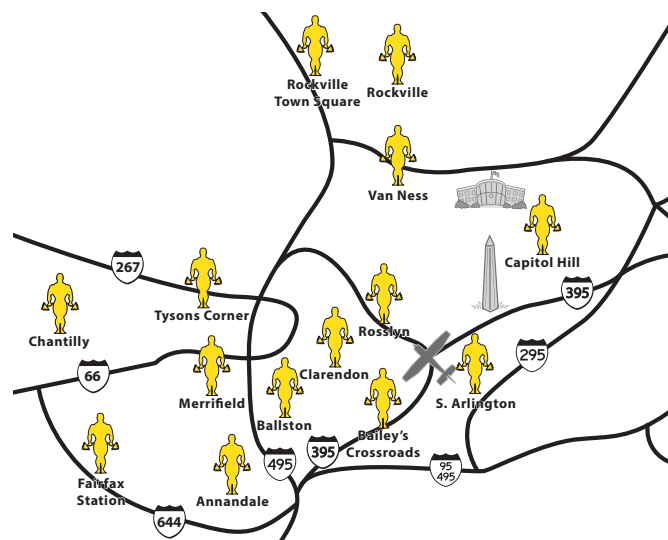 Rockville
Town Square
Rockville
Van Ness
Capitol Hill
267
Tysons Corner
395
Chantilly
Rosslyn
295
Clarendon
66
Merrifield
S. Arlington
Ballston
Bailey's
Crossroads
395
495
95
495
Fairfax
Station
Annandale
644